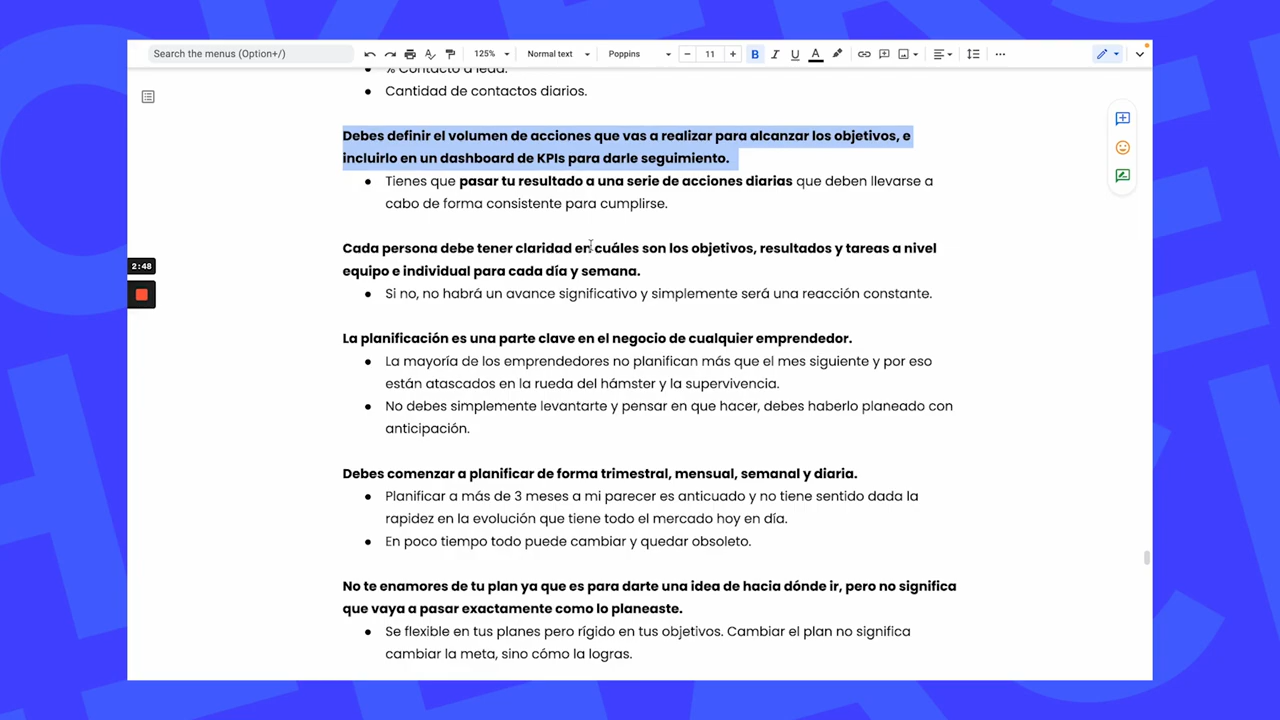 Search the menus (Option+/)
125%
Normal text
Poppins
11
B
I
U
A
% Contacto a lead.
Cantidad de contactos diarios.
Debes definir el volumen de acciones que vas a realizar para alcanzar los objetivos, e
incluirlo en un dashboard de KPIs para darle seguimiento.
Tienes que pasar tu resultado a una serie de acciones diarias que deben llevarse a
cabo de forma consistente para cumplirse.
Cada persona debe tener claridad en cuáles son los objetivos, resultados y tareas a nivel
equipo e individual para cada día y semana.
2:48
Si no, no habrá un avance significativo y simplemente será una reacción constante.
La planificación es una parte clave en el negocio de cualquier emprendedor.
La mayoría de los emprendedores no planifican más que el mes siguiente y por eso
están atascados en la rueda del hámster y la supervivencia.
No debes simplemente levantarte y pensar en que hacer, debes haberlo planeado con
anticipación.
Debes comenzar a planificar de forma trimestral, mensual, semanal y diaria.
Planificar a más de 3 meses a mi parecer es anticuado y no tiene sentido dada la
rapidez en la evolución que tiene todo el mercado hoy en día.
En poco tiempo todo puede cambiar y quedar obsoleto.
No te enamores de tu plan ya que es para darte una idea de hacia dónde ir, pero no significa
que vaya a pasar exactamente como lo planeaste.
Se flexible en tus planes pero rígido en tus objetivos. Cambiar el plan no significa
cambiar la meta, sino cómo la logras.